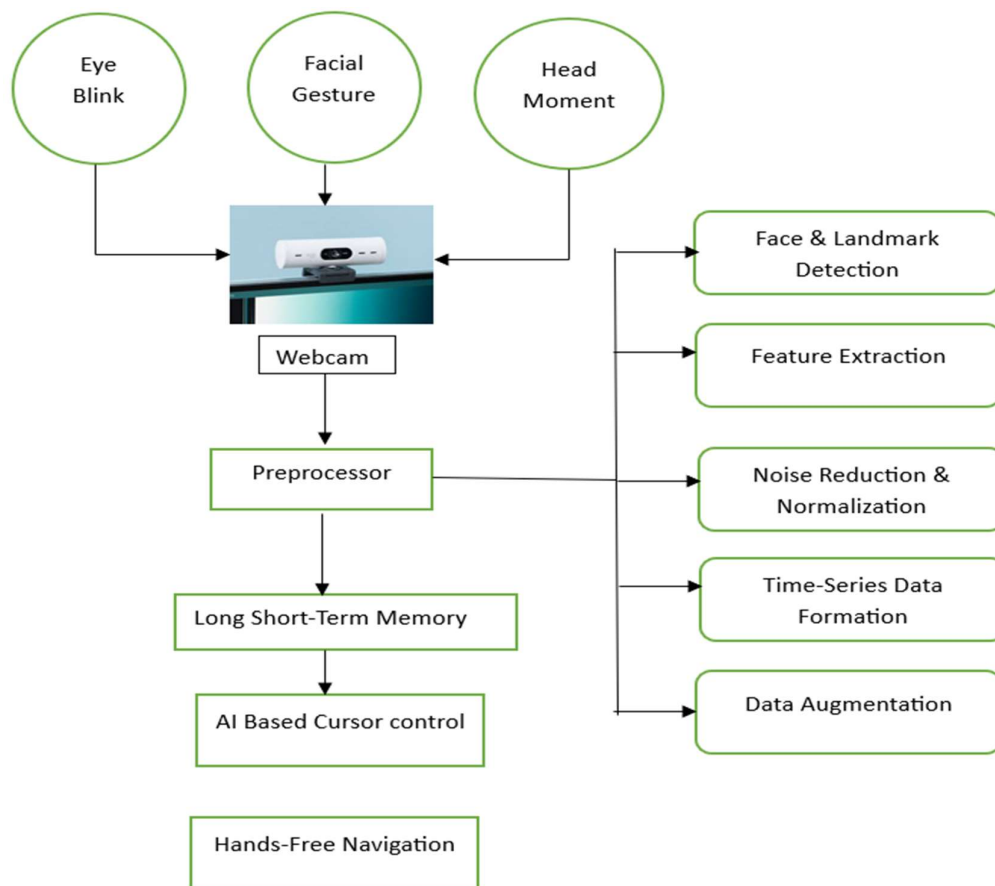 Eye
Blink
Facial
Gesture
Head
Moment
Webcam
Preprocessor
Long Short-Term Memory
AI Based Cursor control
Hands-Free Navigation
Face & Landmark
Detection
Feature Extraction
Noise Reduction &
Normalization
Time-Series Data
Formation
Data Augmentation